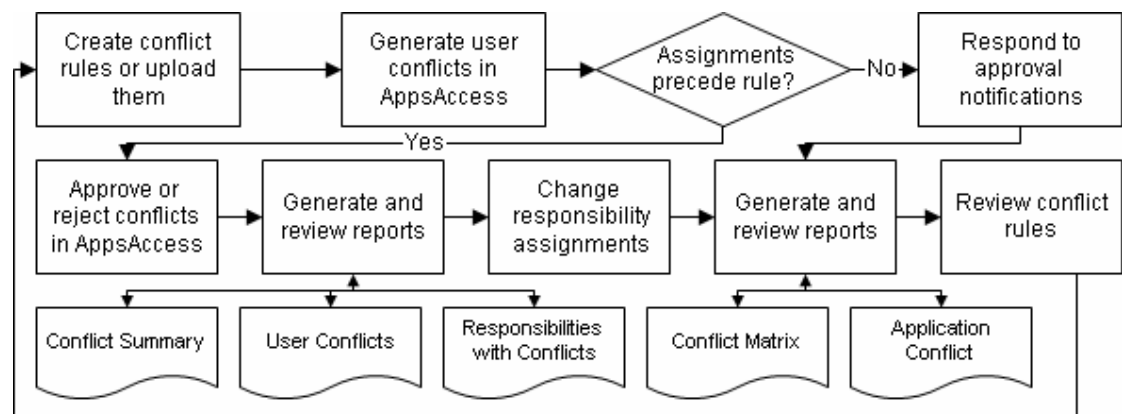 Create conflict
rules or upload
them
Generate user
conflicts in
AppsAccess
Assignments
precede rule?
No
Respond to
approval
notifications
Yes
Approve or
reject conflicts
in AppsAccess
Generate and
review reports
Change
responsibility
assignments
Generate and
review reports
Review conflict
rules
Conflict Summary
User Conflicts
Responsibilities
with Conflicts
Conflict Matrix
Application
Conflict